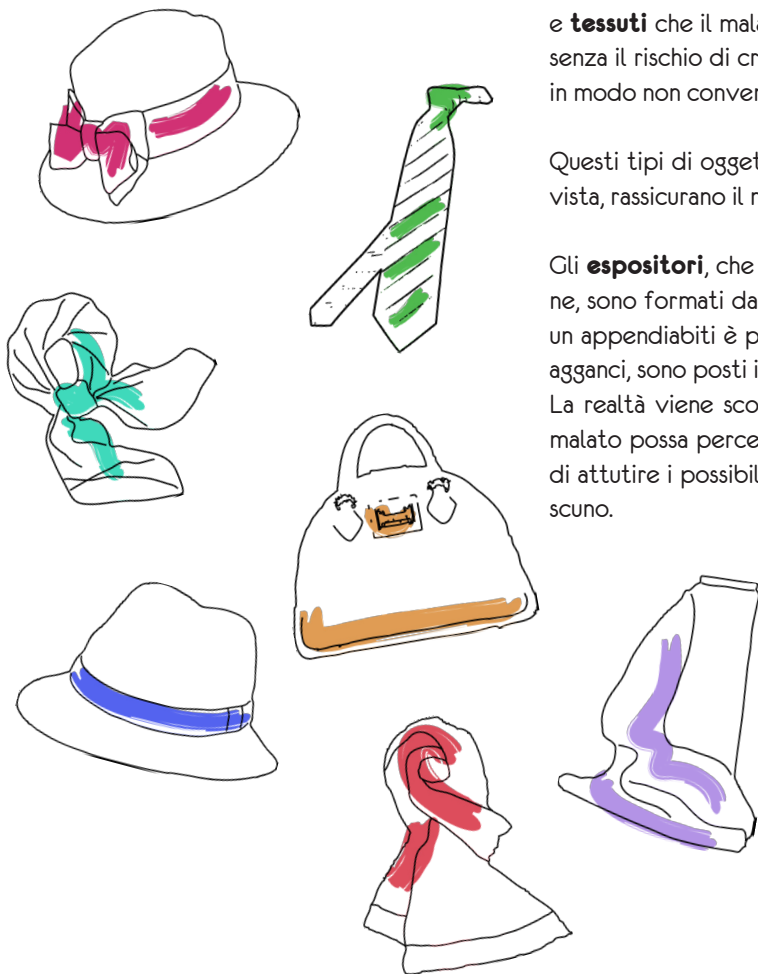 e tessuti che il mala
senza il rischio di cr
in modo non conver
Questi tipi di ogget
vista, rassicurano il r
Gli espositori, che
ne, sono formati da
un appendiabiti è p
agganci, sono posti i
La realtà viene sco
malato possa perce
di attutire i possibil
scuno.